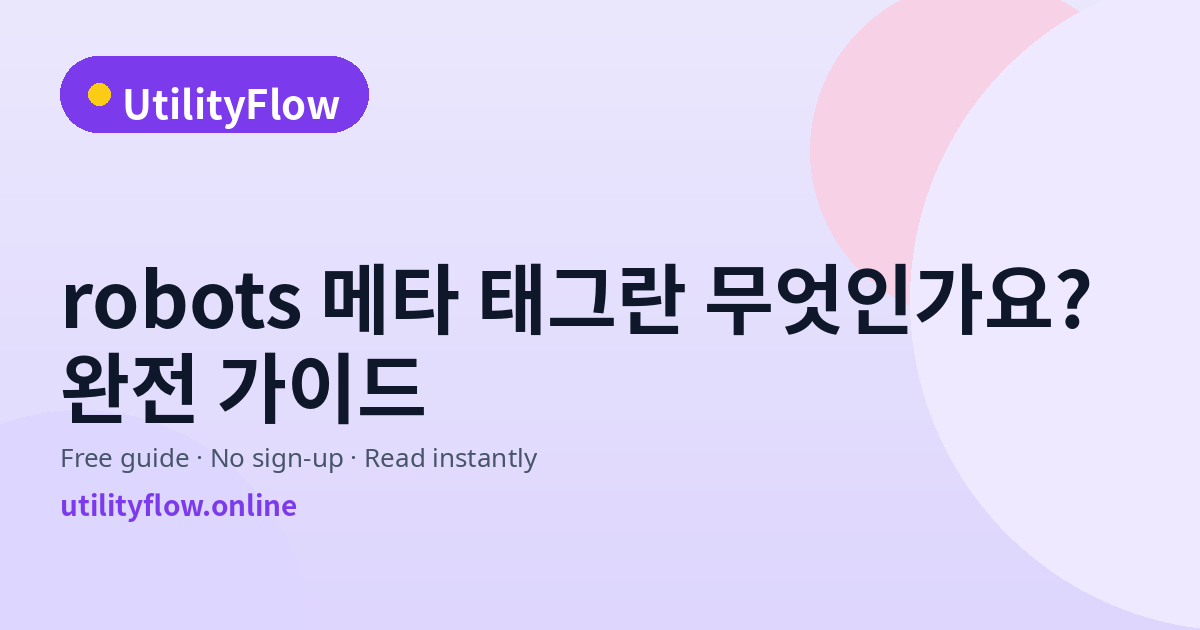 UtilityFlow
robots 메타 태그란 무엇인가요?
완전 가이드
Free guide · No sign-up · Read instantly
utilityflow.online